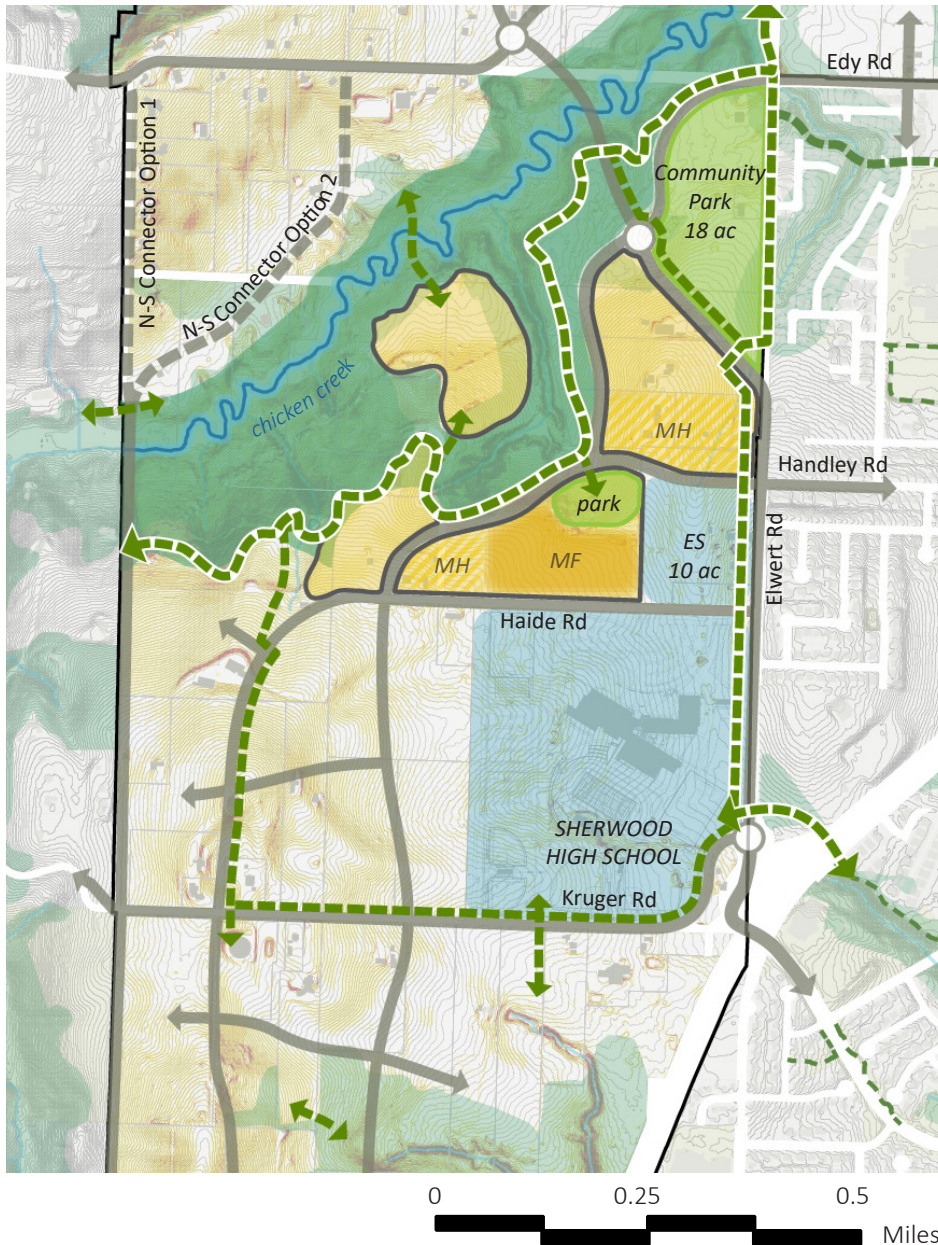 Edy Rd
N-S Connector Option 1
N-S Connector Option 2
Community
Park
18 ac
chicken creek
MH
Handley Rd
park
ES
10 ac
MH
MF
Elwert Rd
Haide Rd
SHERWOOD
HIGH SCHOOL
Kruger Rd
0 0.25 0.5
Miles